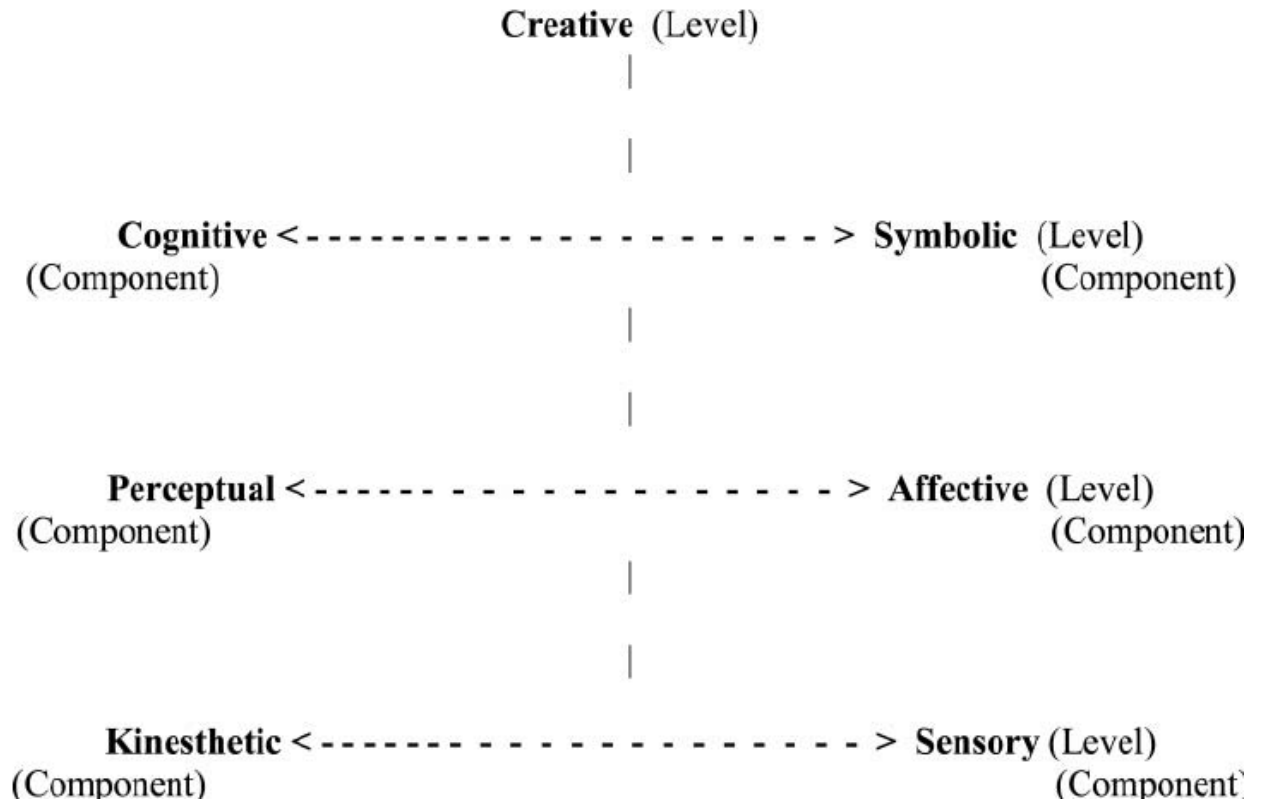 Creative (Level)
|
|
Cognitive <- - - - - - - - - - - - - - - - - - - - - - > Symbolic (Level)
(Component) (Component)
|
|
Perceptual <- - - - - - - - - - - - - - - - - - - - - - > Affective (Level)
(Component) (Component)
|
|
Kinesthetic <- - - - - - - - - - - - - - - - - - - - - - > Sensory (Level)
(Component) (Component)